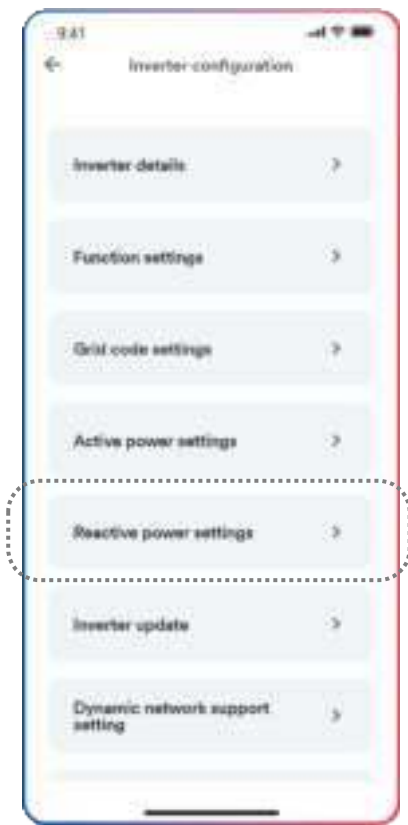 9:41
Inverter configuration
Inverter details
Function settings
Grid code settings
Active power settings
Reactive power settings
Inverter update
Dynamic network support
setting